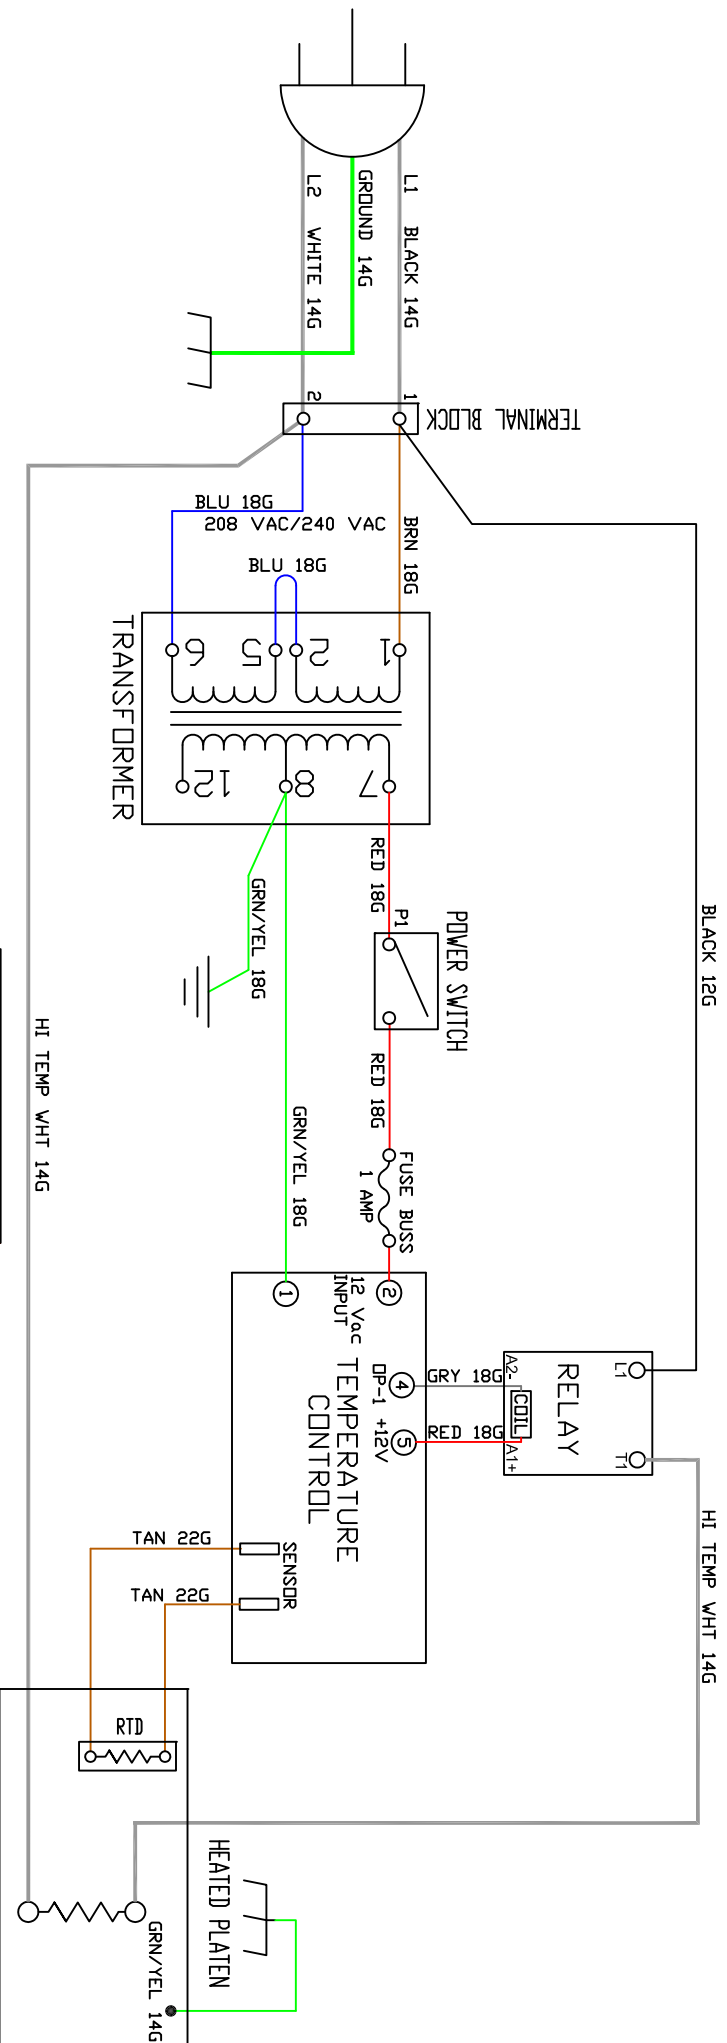 L1 BLACK 14G
GROUND 14G
L2 WHITE 14G
1
2
TERMINAL BLOCK
BLU 18G
208 VAC/240 VAC
BRN 18G
BLU 18G
TRANSFORMER
6
5
2
1
12
8
7
RED 18G
P1
POWER SWITCH
GRN/YEL 18G
BLACK 12G
HI TEMP WHT 14G
RED 18G
GRN/YEL 18G
FUSE BUSS
1 AMP
1
12 Vac
INPUT
2
TEMPERATURE
CONTROL
OP-1
4
+12V
5
GRY 18G
RED 18G
A2-
COIL
A1+
RELAY
L1
T1
HI TEMP WHT 14G
TAN 22G
TAN 22G
SENSOR
RTD
HEATED PLATEN
GRN/YEL 14G